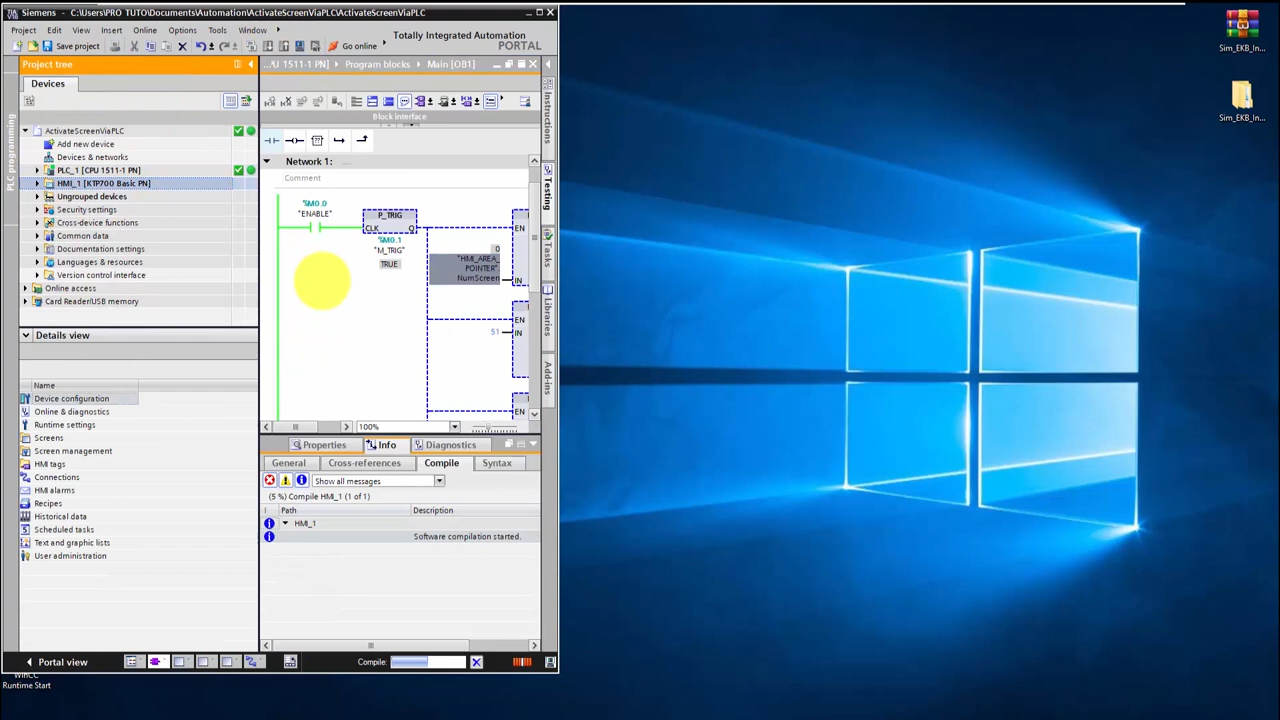 Siemens - C:\Users\PRO TUTO\Documents\Automation\ActivateScreenViaPLC\ActivateScreenViaPLC
Project Edit View Insert Online Options Tools Window
Totally Integrated Automation
PORTAL
Save project
Go online
Project tree
...'U 1511-1 PN] Program blocks Main [OB1]
Devices
Block interface
PLC programming
ActivateScreenViaPLC
Add new device
Devices & networks
PLC_1 [CPU 1511-1 PN]
HMI_1 [KTP700 Basic PN]
Ungrouped devices
Security settings
Cross-device functions
Common data
Documentation settings
Languages & resources
Version control interface
Online access
Card Reader/USB memory
Network 1: .....
Comment
%M0.0
"ENABLE"
P_TRIG
CLK Q
%M0.1
"M_TRIG"
TRUE
EN
0
"HMI_AREA_
POINTER".
NumScreen
IN
EN
51 IN
EN
Instructions
Testing
Tasks
Libraries
Add-ins
100%
Details view
Name
Device configuration
Online & diagnostics
Runtime settings
Screens
Screen management
HMI tags
Connections
HMI alarms
Recipes
Historical data
Scheduled tasks
Text and graphic lists
User administration
Properties Info Diagnostics
General Cross-references Compile Syntax
Show all messages
(5 %) Compile HMI_1 (1 of 1)
! Path Description
HMI_1
Software compilation started.
Portal view
Compile:
WinCC
Runtime Start
Sim_EKB_In...
Sim_EKB_In...